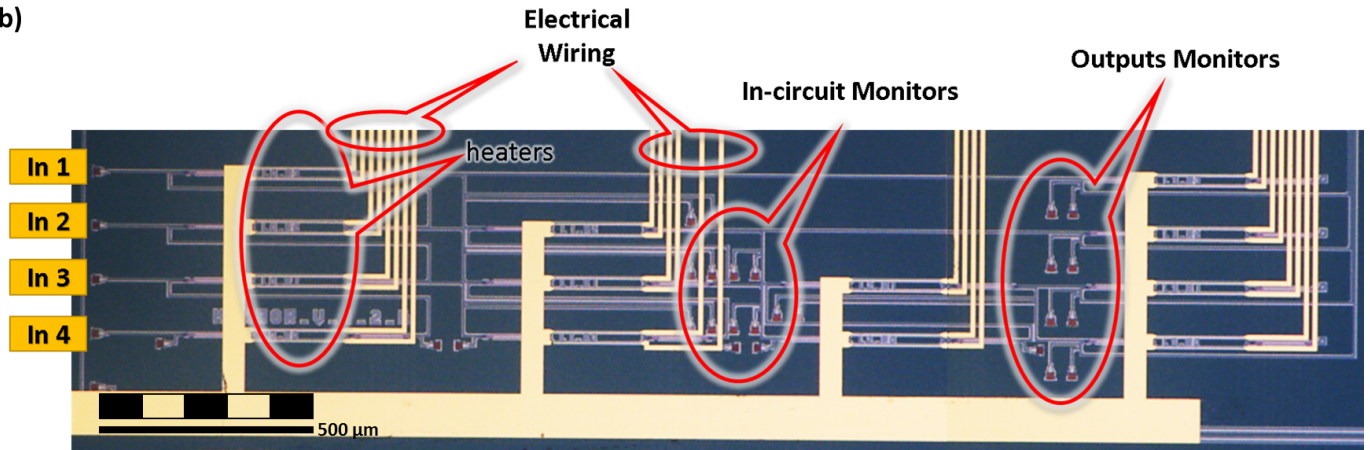 b)
Electrical
Wiring
Outputs Monitors
In-circuit Monitors
heaters
In 1
In 2
In 3
In 4
500 µm